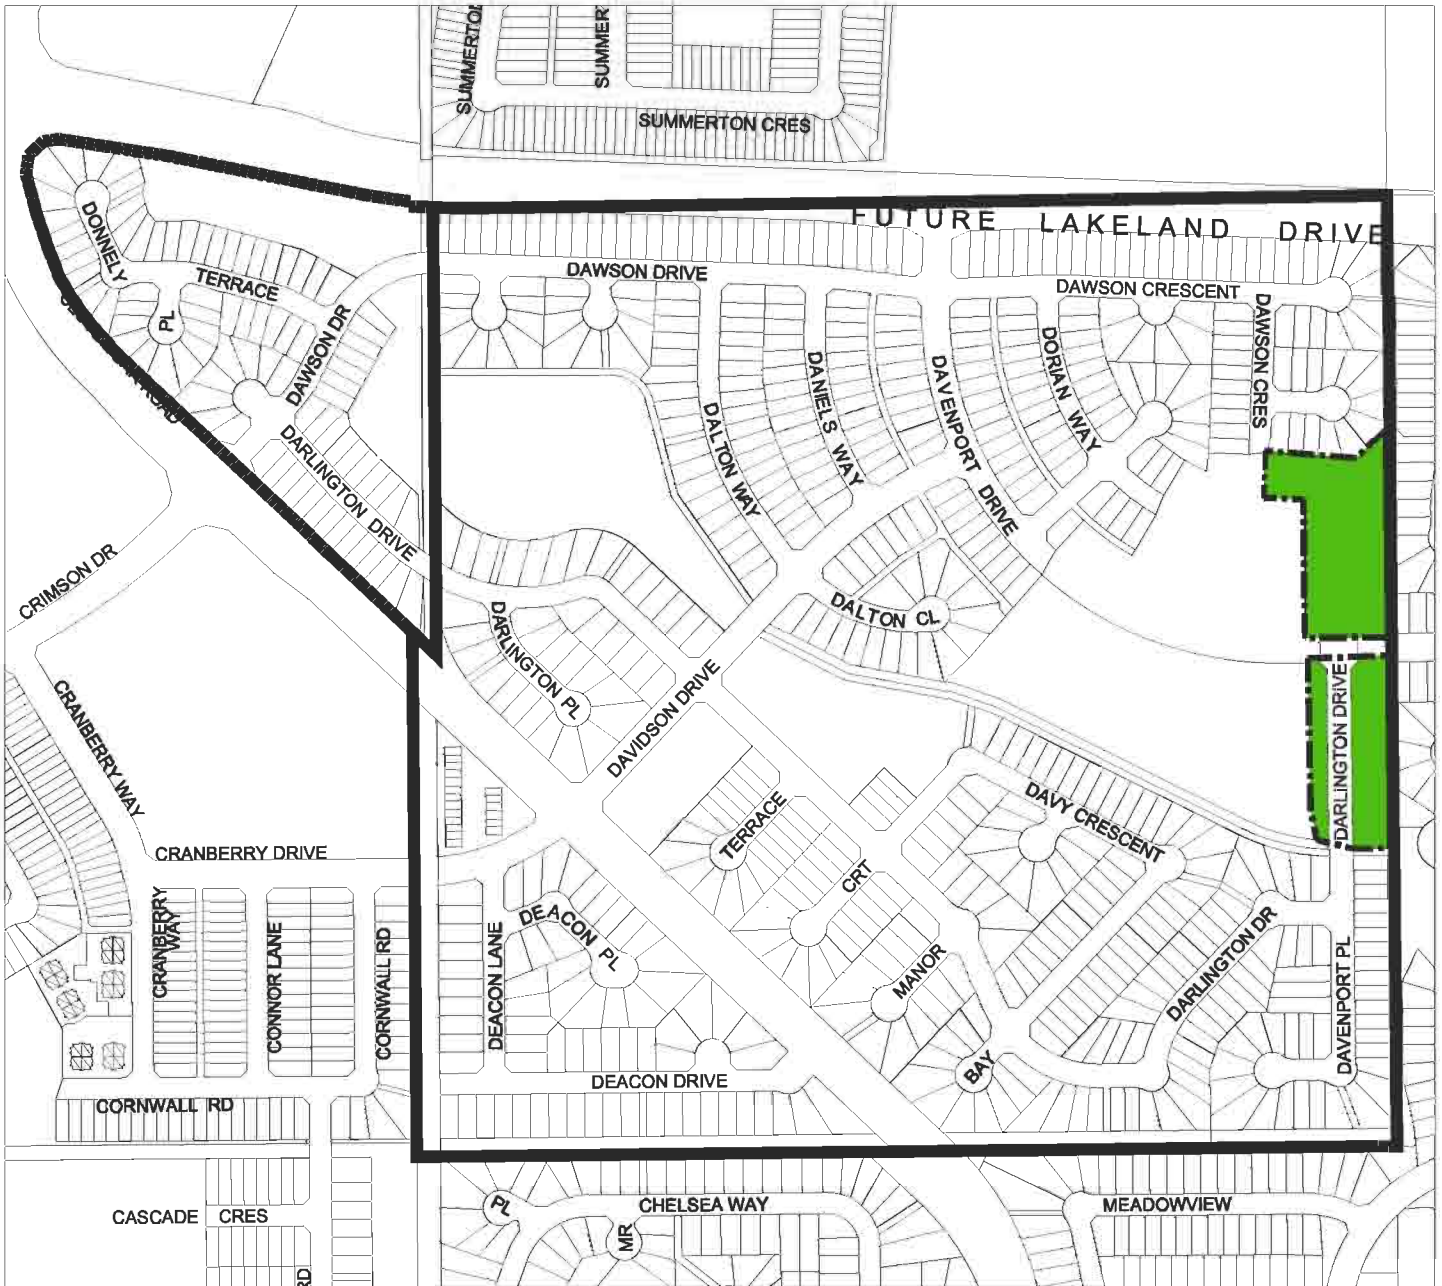 SUMMER
SUMMERTON CRES
FUTURE LAKELAND DRIVE
DONNELY
TERRACE
PL
DAWSON DR
DAWSON DRIVE
DAWSON CRESCENT
DAWSON CRES
DALTON WAY
DANIELS WAY
DAVENPORT DRIVE
DORIAN WAY
DARLINGTON DRIVE
CRIMSON DR
DALTON CL
DARLINGTON PL
DAVIDSON DRIVE
DARLINGTON DRIVE
CRANBERRY WAY
TERRACE
DAVY CRESCENT
CRANBERRY DRIVE
CRT
CRANBERRY WAY
CONNOR LANE
CORNWALL RD
DEACON LANE
DEACON PL
MANOR
DARLINGTON DR
DAVENPORT PL
BAY
DEACON DRIVE
CORNWALL RD
PL
CHELSEA WAY
MEADOWVIEW
CASCADE CRES
MR
RD